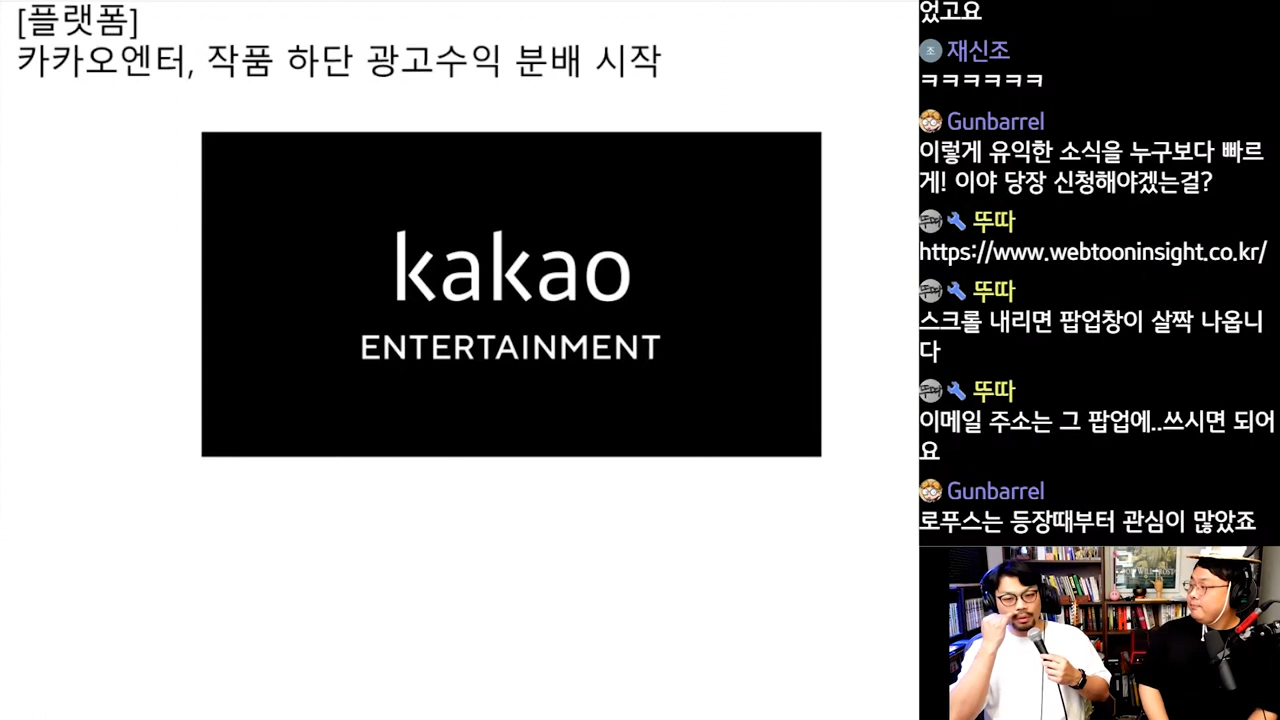 [플랫폼]
카카오엔터, 작품 하단 광고수익 분배 시작
kakao
ENTERTAINMENT
었고요
조 재신조
ㅋㅋㅋㅋㅋㅋ
Gunbarrel
이렇게 유익한 소식을 누구보다 빠르
게! 이야 당장 신청해야겠는걸?
뚜따
https://www.webtooninsight.co.kr/
뚜따
스크롤 내리면 팝업창이 살짝 나옵니
다
뚜따
이메일 주소는 그 팝업에..쓰시면 되어
요
Gunbarrel
로푸스는 등장때부터 관심이 많았죠